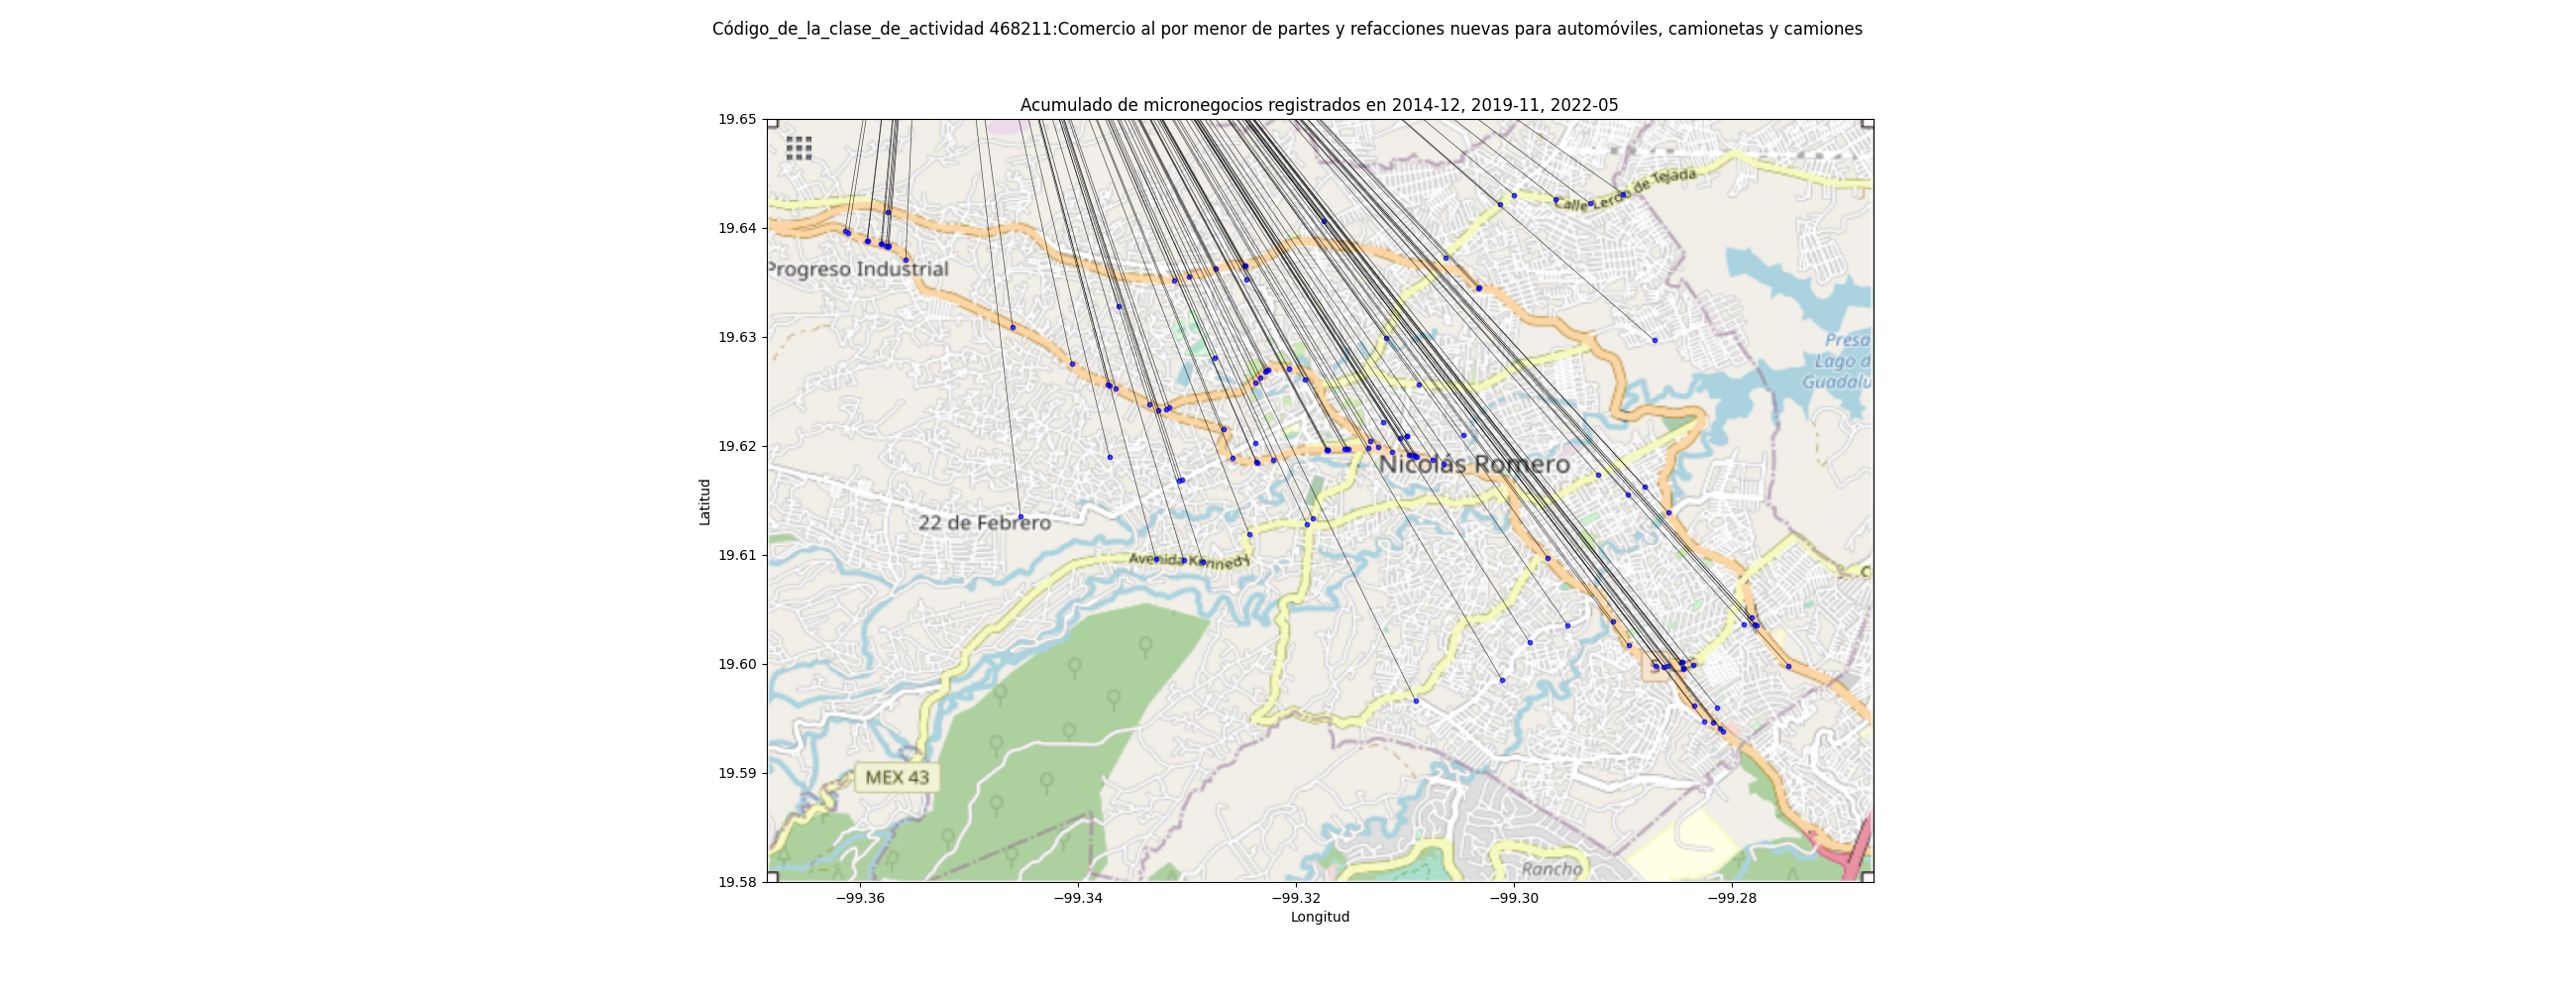 Código_de_la_clase_de_actividad 468211:Comercio al por menor de partes y refacciones nuevas para automóviles, camionetas y camiones
Acumulado de micronegocios registrados en 2014-12, 2019-11, 2022-05
19.65
19.64
19.63
19.62
19.61
19.60
19.59
19.58
Latitud
Calle Lerdo de Tejada
Progreso Industrial
Presa
Lago d
Guadalu
Nicolás Romero
22 de Febrero
Avenida Kennedy
MEX 43
Rancho
−99.36
−99.34
−99.32
−99.30
−99.28
Longitud